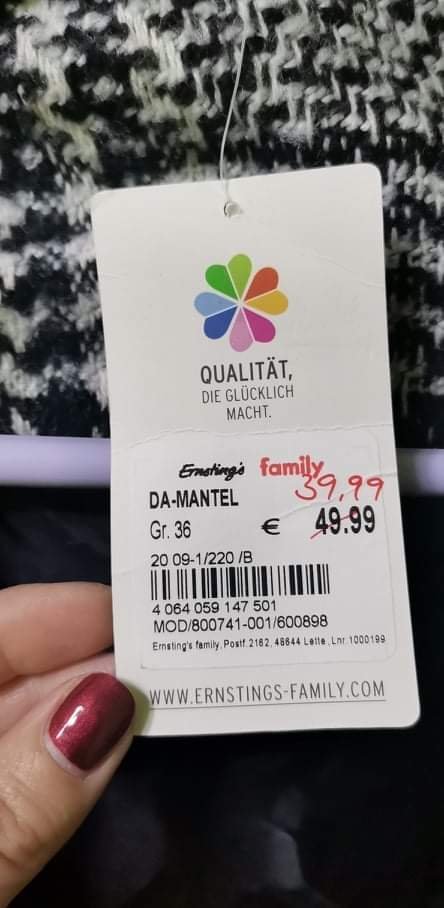 QUALITÄT,
DIE GLÜCKLICH
MACHT.
Ernsting's family
39,99
DA-MANTEL
Gr. 36 € 49.99
20 09-1/220 /B
4 064 059 147 501
MOD/800741-001/600898
Ernsting's family, Postf. 2162, 48644 Lette, Lnr. 1000199
WWW.ERNSTINGS-FAMILY.COM